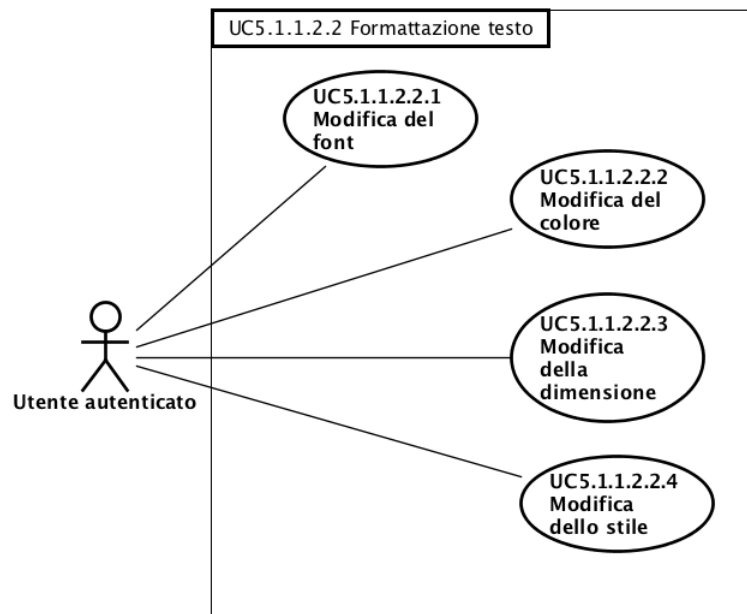 UC5.1.1.2.2 Formattazione testo
UC5.1.1.2.2.1
Modifica del
font
UC5.1.1.2.2.2
Modifica del
colore
UC5.1.1.2.2.3
Modifica
della
dimensione
Utente autenticato
UC5.1.1.2.2.4
Modifica
dello stile